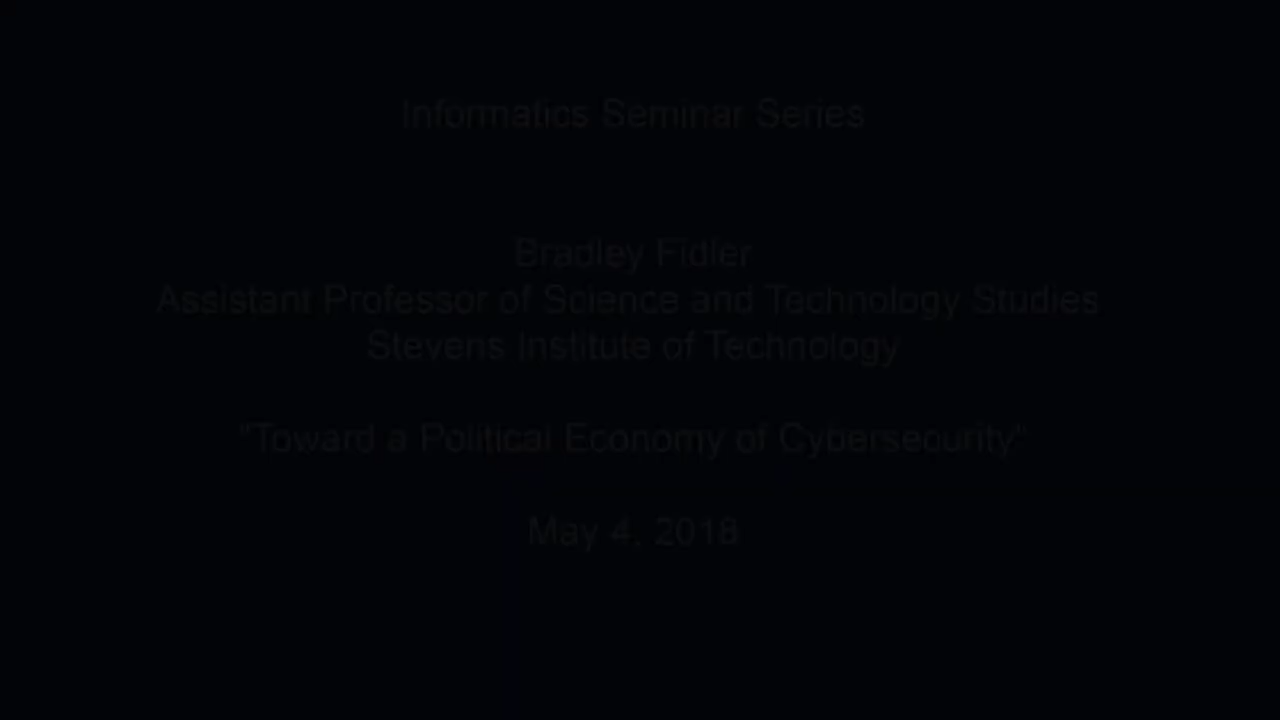 Informatics Seminar Series
Bradley Fidler
Assistant Professor of Science and Technology Studies
Stevens Institute of Technology
"Toward a Political Economy of Cybersecurity"
May 4, 2018